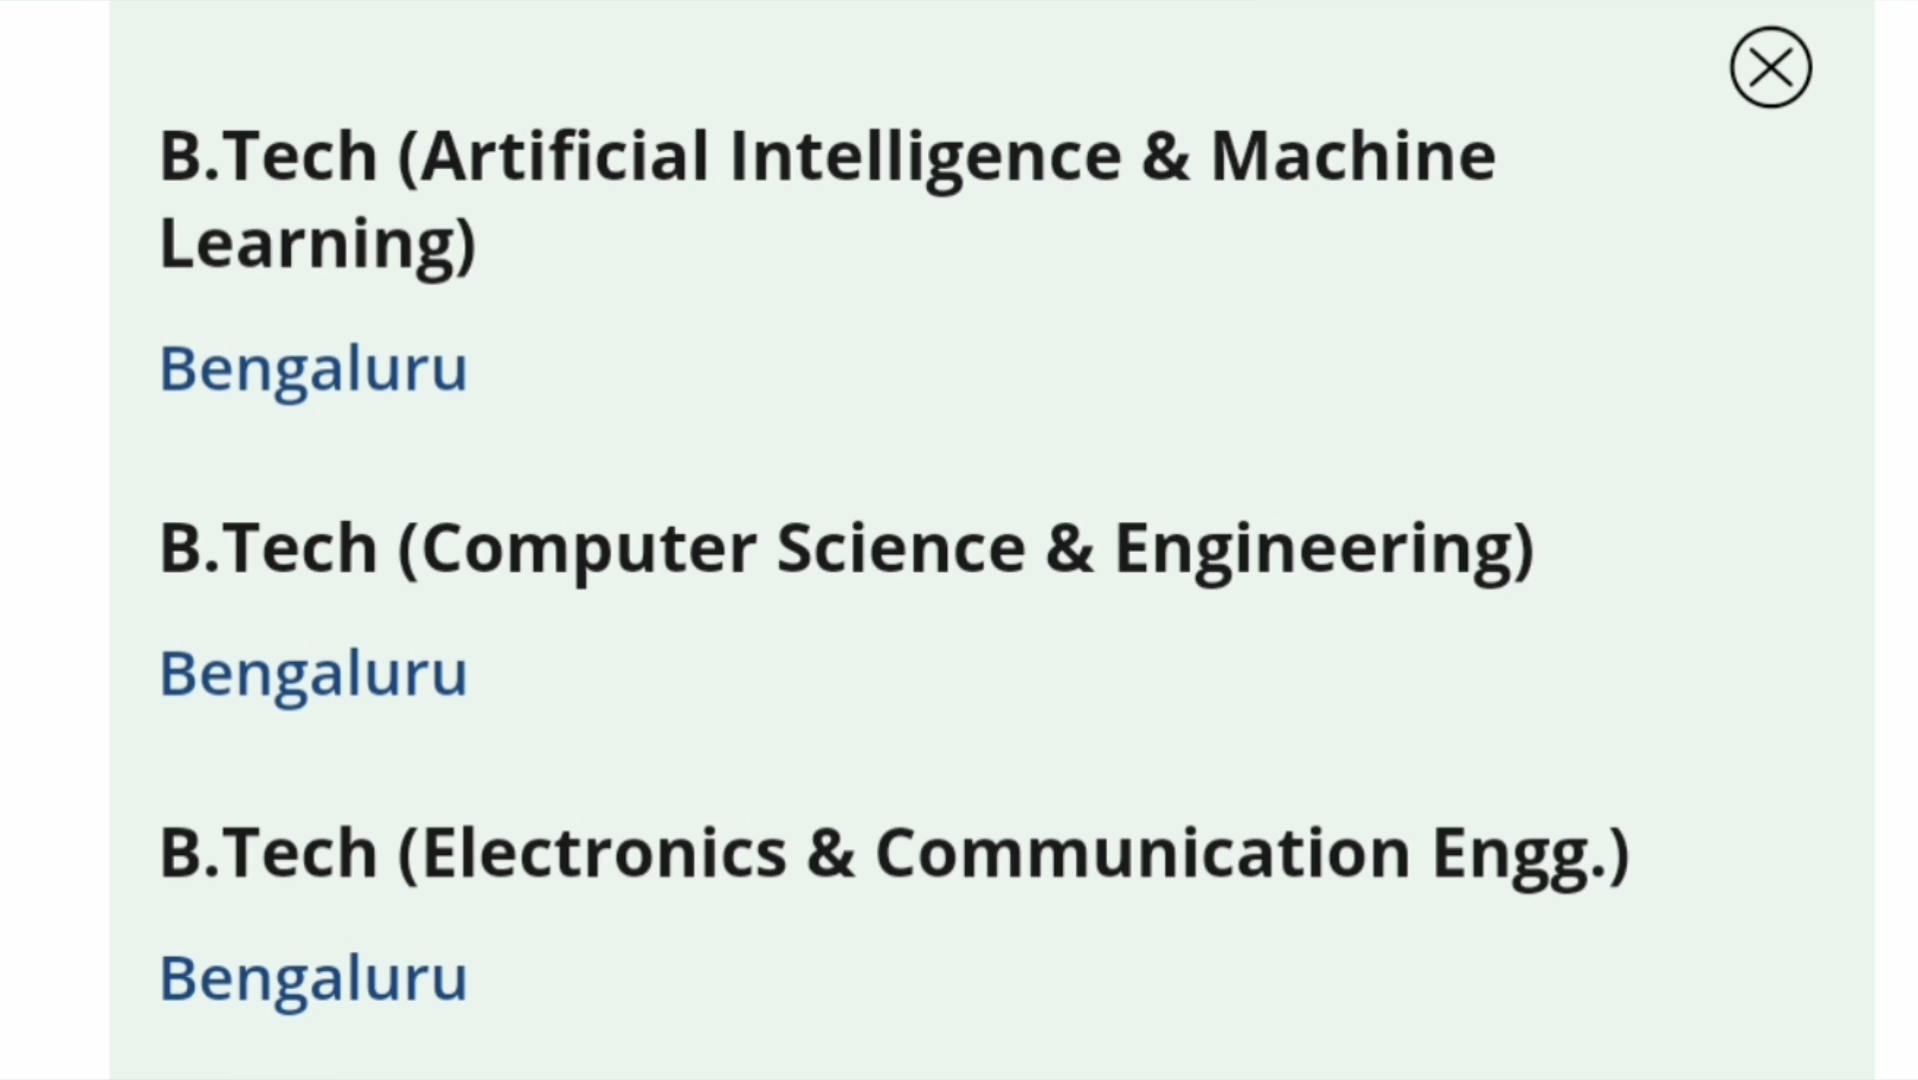 B.Tech (Artificial Intelligence & Machine
Learning)
Bengaluru
B.Tech (Computer Science & Engineering)
Bengaluru
B.Tech (Electronics & Communication Engg.)
Bengaluru